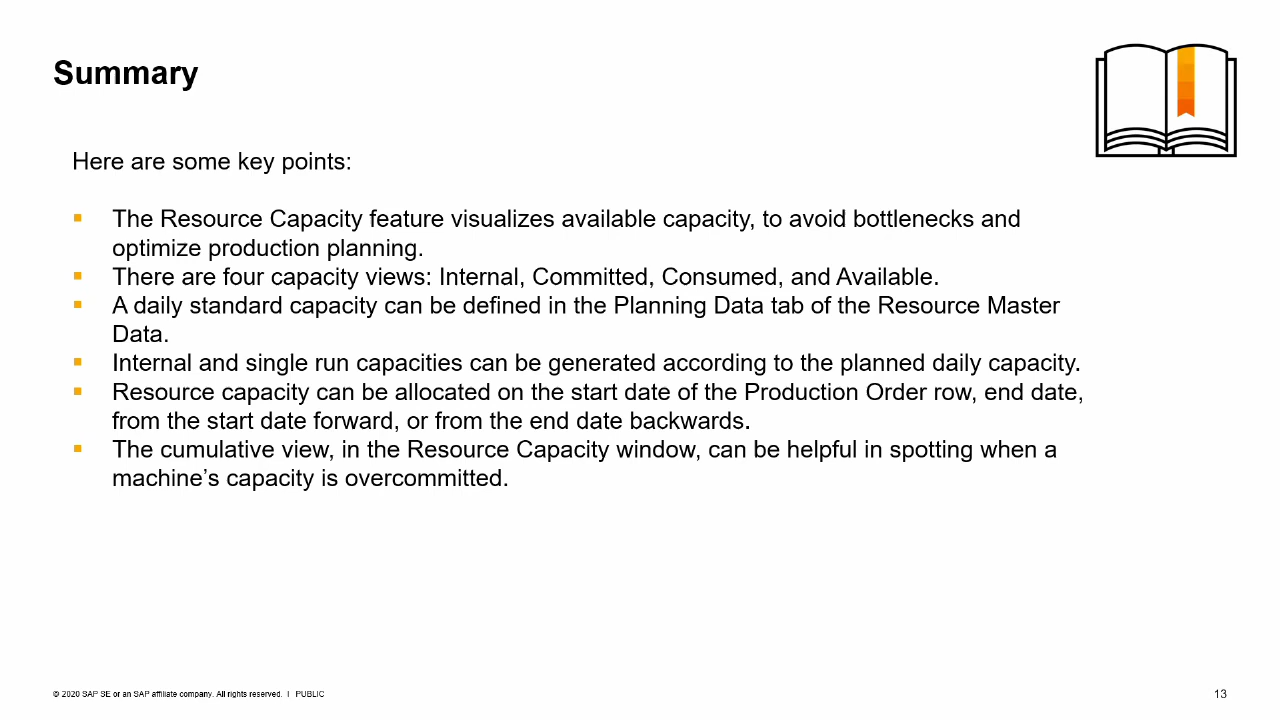 Summary
Here are some key points:
▪ The Resource Capacity feature visualizes available capacity, to avoid bottlenecks and
optimize production planning.
▪ There are four capacity views: Internal, Committed, Consumed, and Available.
▪ A daily standard capacity can be defined in the Planning Data tab of the Resource Master
Data.
▪ Internal and single run capacities can be generated according to the planned daily capacity.
▪ Resource capacity can be allocated on the start date of the Production Order row, end date,
from the start date forward, or from the end date backwards.
▪ The cumulative view, in the Resource Capacity window, can be helpful in spotting when a
machine’s capacity is overcommitted.
© 2020 SAP SE or an SAP affiliate company. All rights reserved. I PUBLIC
13